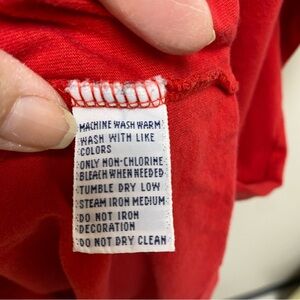 MACHINE WASH WARM
WASH WITH LIKE
COLORS
ONLY NON-CHLORINE
BLEACH WHEN NEEDED
TUMBLE DRY LOW
STEAM IRON MEDIUM
DO NOT IRON
DECORATION
DO NOT DRY CLEAN